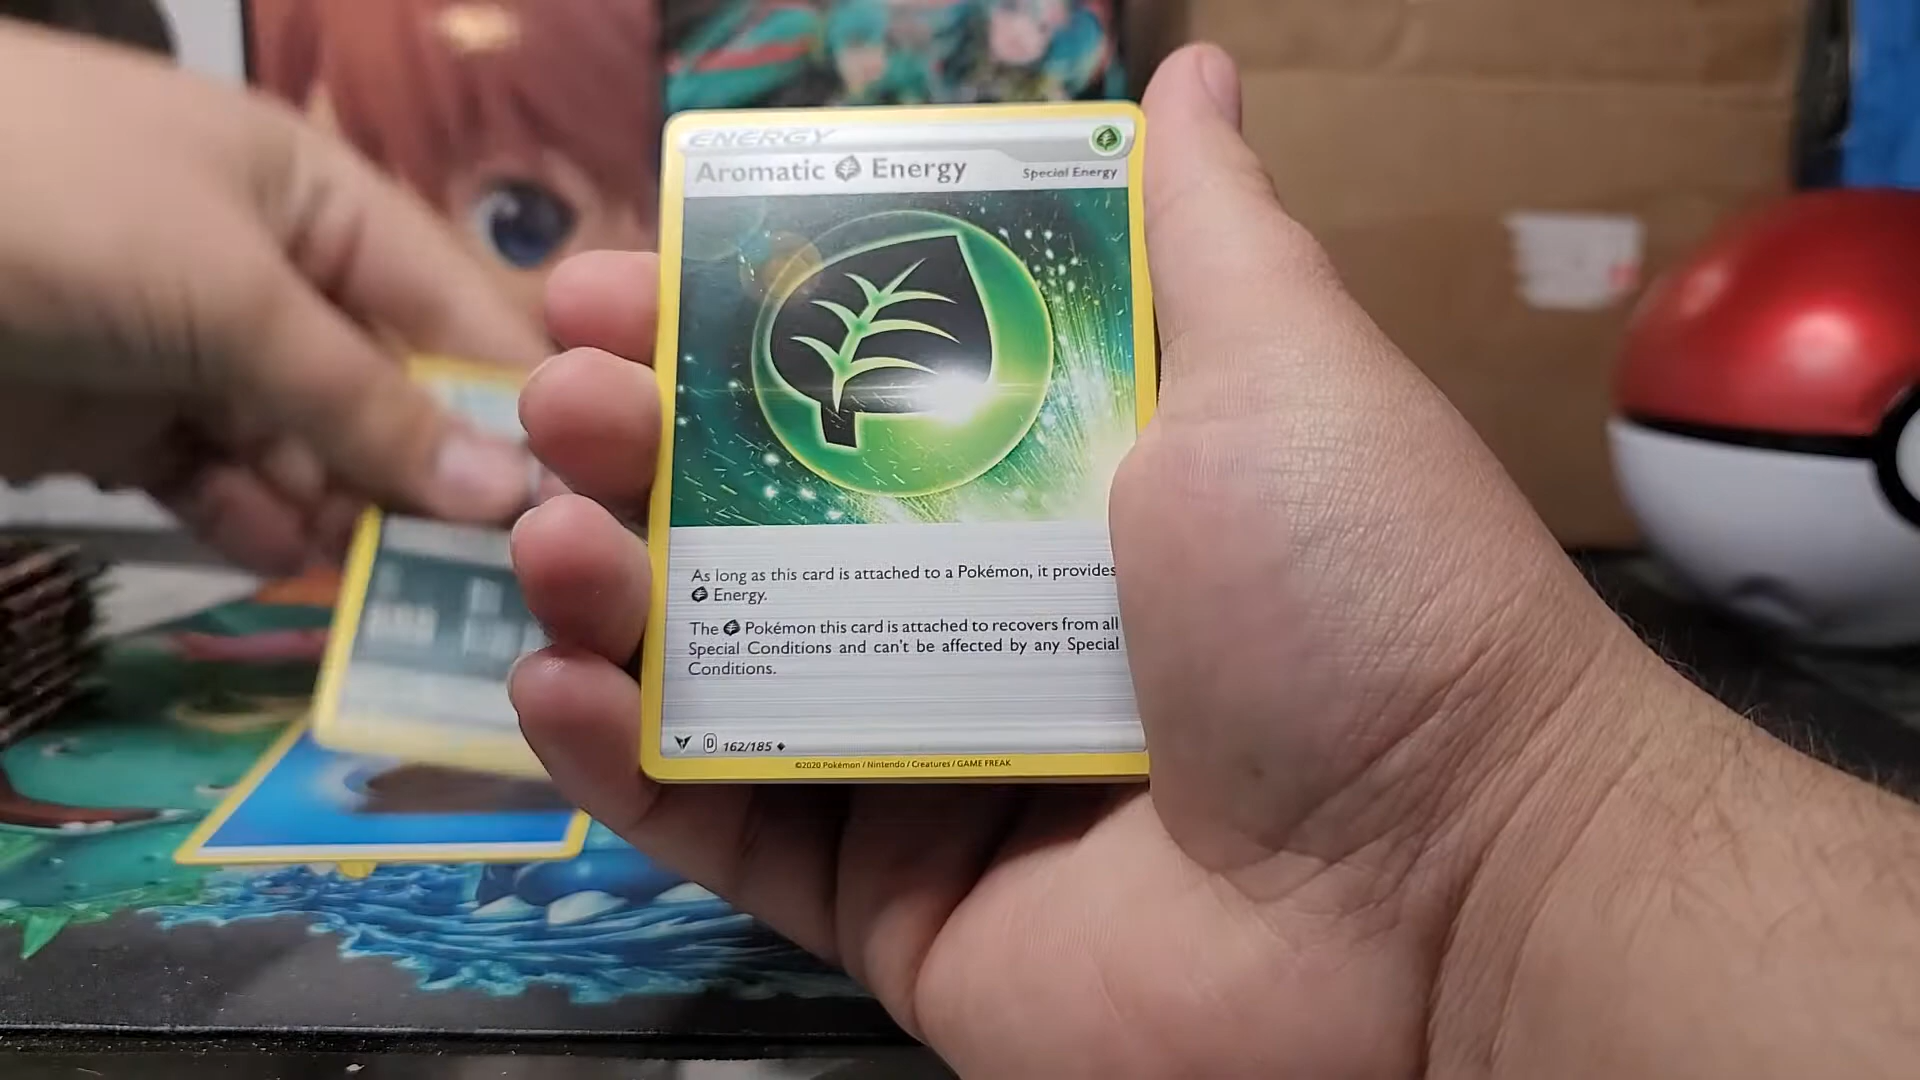 ENERGY
Aromatic Energy
Special Energy
As long as this card is attached to a Pokémon, it provides
Energy.
The Pokémon this card is attached to recovers from all
Special Conditions and can't be affected by any Special
Conditions.
D 162/185
©2020 Pokémon / Nintendo / Creatures / GAME FREAK